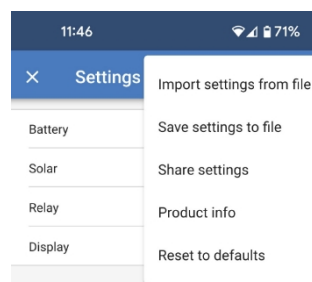 11:46 71%
Settings
Battery
Solar
Relay
Display
Import settings from file
Save settings to file
Share settings
Product info
Reset to defaults